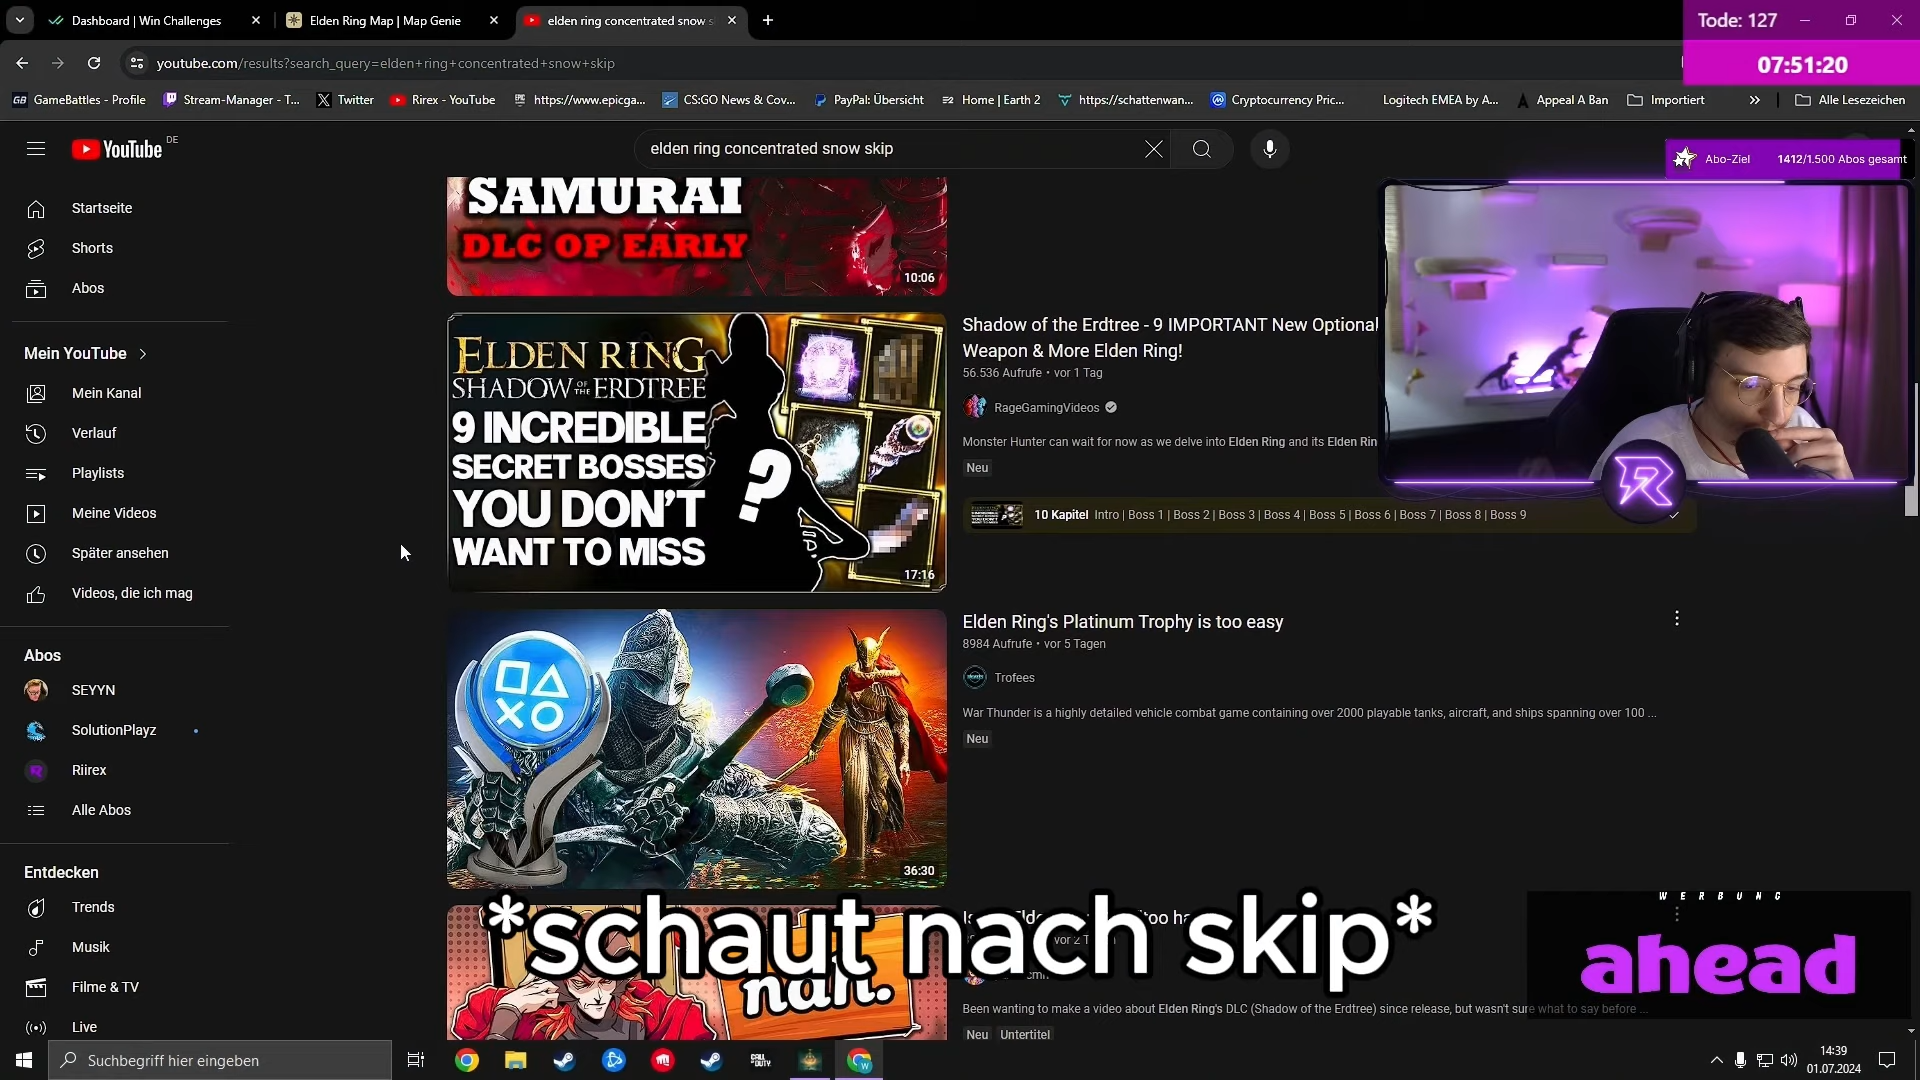 Dashboard | Win Challenges
Elden Ring Map | Map Genie
elden ring concentrated snow s
Tode: 127
youtube.com/results?search_query=elden+ring+concentrated+snow+skip
07:51:20
GameBattles - Profile
Stream-Manager - T...
Twitter
Rirex - YouTube
https://www.epicga...
CS:GO News & Cov...
PayPal: Übersicht
Home | Earth 2
https://schattenwan...
Cryptocurrency Pric...
Logitech EMEA by A...
Appeal A Ban
Importiert
Alle Lesezeichen
YouTube DE
elden ring concentrated snow skip
Abo-Ziel 1412/1.500 Abos gesamt
Startseite
Shorts
Abos
Mein YouTube
Mein Kanal
Verlauf
Playlists
Meine Videos
Später ansehen
Videos, die ich mag
Abos
SEYYN
SolutionPlayz
Riirex
Alle Abos
Entdecken
Trends
Musik
Filme & TV
Live
SAMURAI
DLC OP EARLY
10:06
ELDEN RING
SHADOW OF THE ERDTREE
9 INCREDIBLE
SECRET BOSSES
YOU DON'T
WANT TO MISS
?
17:16
Shadow of the Erdtree - 9 IMPORTANT New Optional
Weapon & More Elden Ring!
56.536 Aufrufe • vor 1 Tag
RageGamingVideos
Monster Hunter can wait for now as we delve into Elden Ring and its Elden Rin
Neu
10 Kapitel Intro | Boss 1 | Boss 2 | Boss 3 | Boss 4 | Boss 5 | Boss 6 | Boss 7 | Boss 8 | Boss 9
36:30
Elden Ring's Platinum Trophy is too easy
8984 Aufrufe • vor 5 Tagen
Trofees
War Thunder is a highly detailed vehicle combat game containing over 2000 playable tanks, aircraft, and ships spanning over 100 ...
Neu
*schaut nach skip*
nah.
Been wanting to make a video about Elden Ring's DLC (Shadow of the Erdtree) since release, but wasn't sure what to say before ...
Neu
Untertitel
WERBUNG
ahead
Suchbegriff hier eingeben
CALL OF DUTY
14:39
01.07.2024